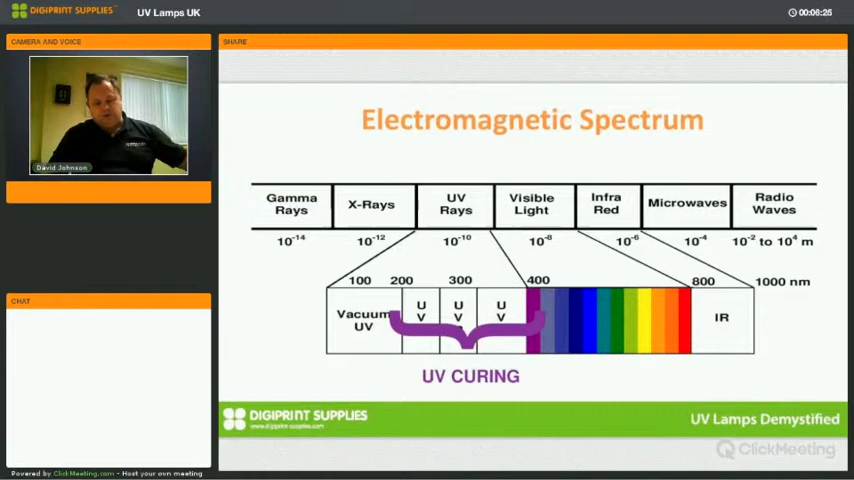 DIGIPRINT SUPPLIES™
UV Lamps UK
00:06:25
CAMERA AND VOICE
David Johnson
CHAT
Powered by ClickMeeting.com - Host your own meeting
SHARE
Electromagnetic Spectrum
Gamma Rays
X-Rays
UV Rays
Visible Light
Infra Red
Microwaves
Radio Waves
10-14 10-12 10-10 10-8 10-6 10-4 10-2 to 104 m
100 200 300 400 800 1000 nm
Vacuum UV
UV
UV
UV
IR
UV CURING
DIGIPRINT SUPPLIES
www.digiprint-supplies.com
UV Lamps Demystified
ClickMeeting